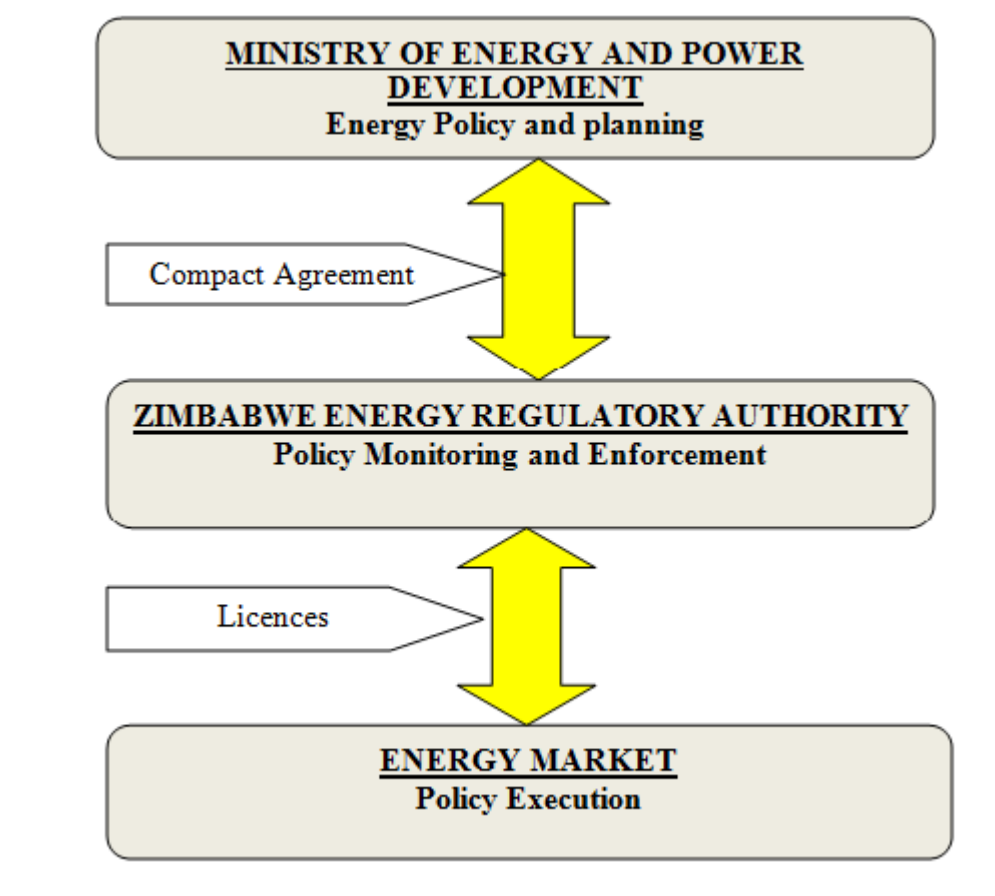 MINISTRY OF ENERGY AND POWER
DEVELOPMENT
Energy Policy and planning
Compact Agreement
ZIMBABWE ENERGY REGULATORY AUTHORITY
Policy Monitoring and Enforcement
Licences
ENERGY MARKET
Policy Execution